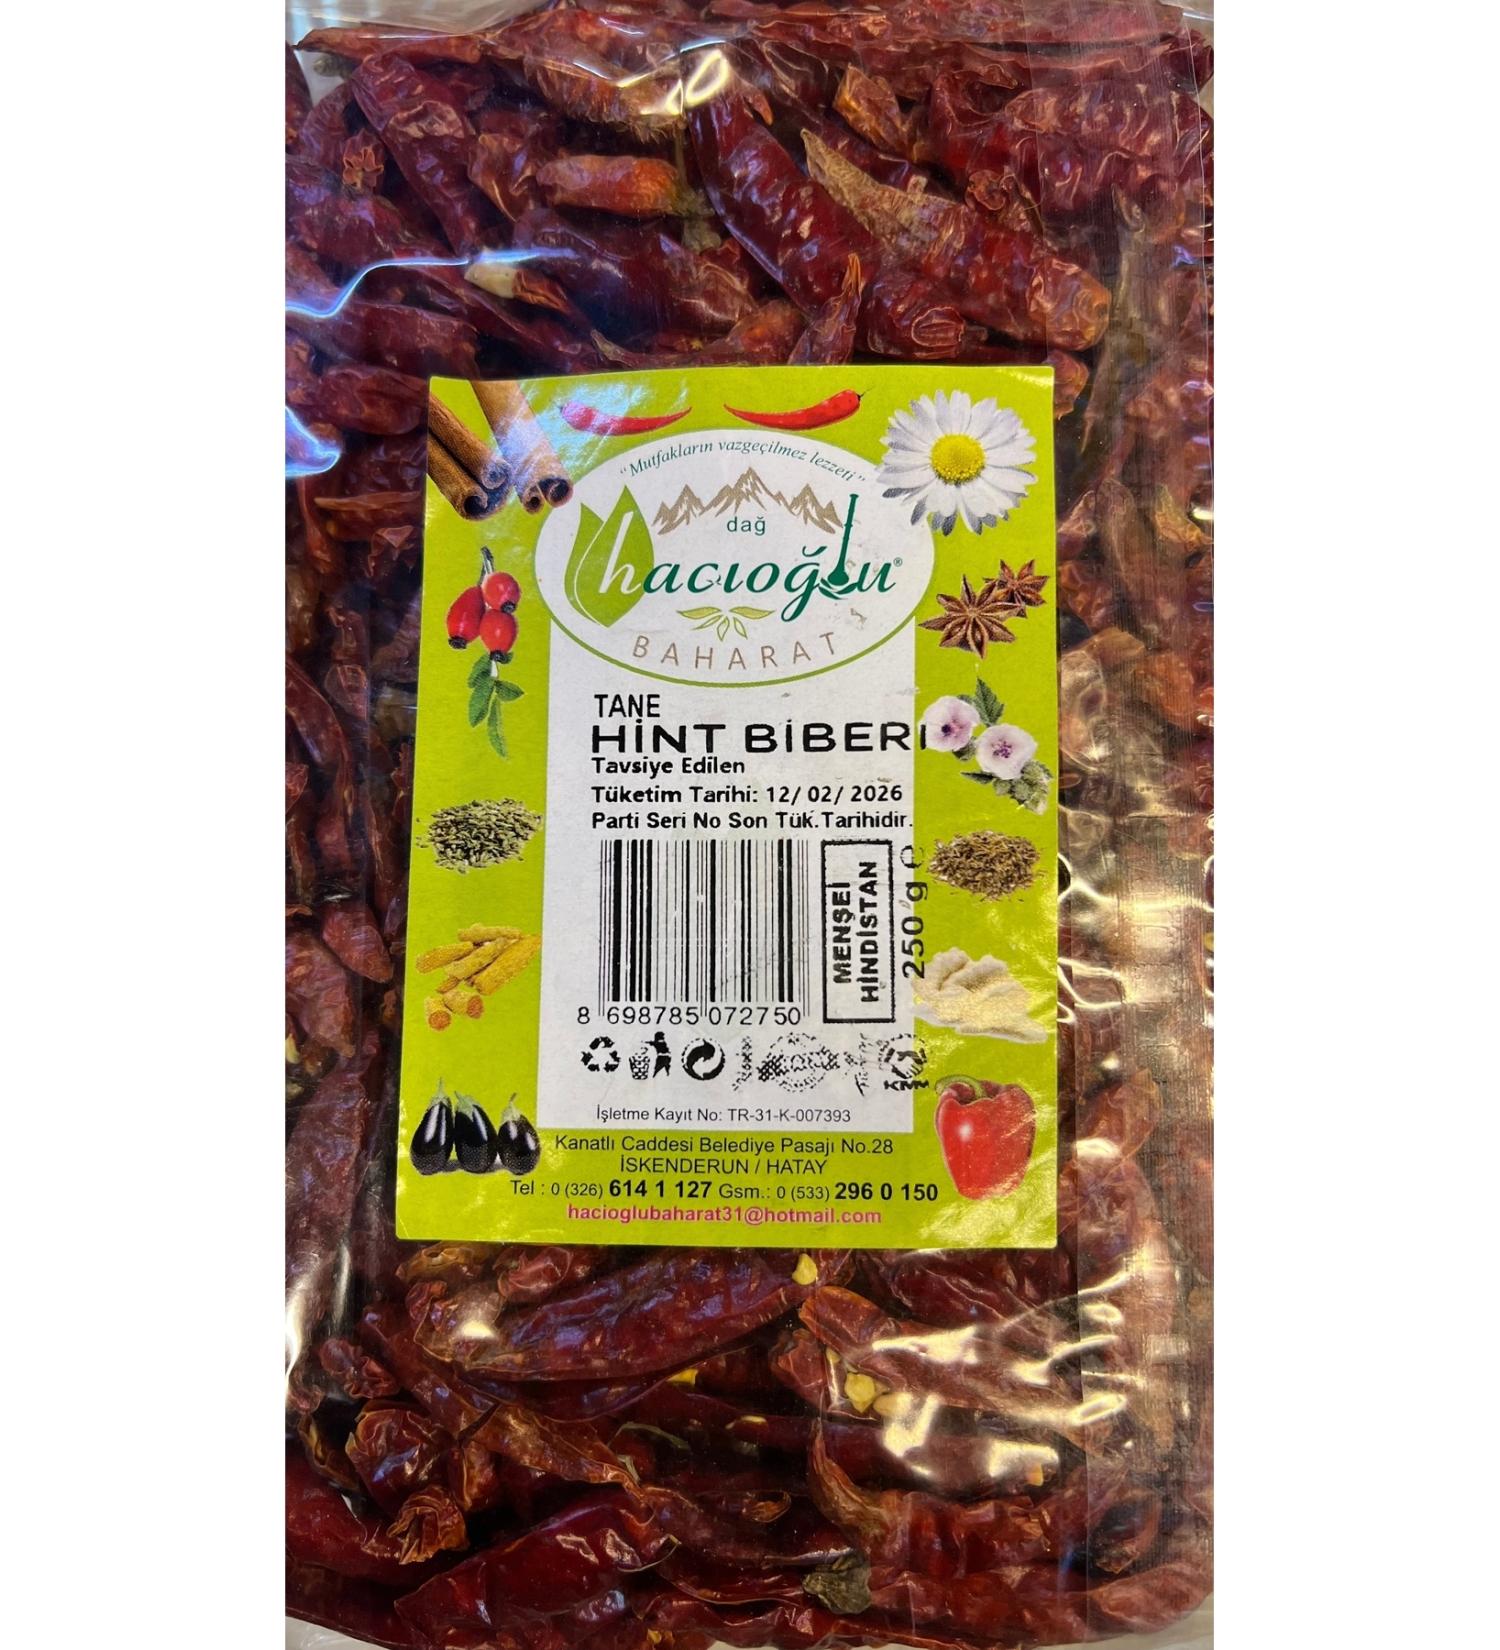 “Mutfakların vazgeçilmez lezzeti”
dağ
hacıoğlu®
BAHARAT
TANE
HİNT BİBERİ
Tavsiye Edilen
Tüketim Tarihi: 12/ 02/ 2026
Parti Seri No Son Tük.Tarihidir.
MENŞEİ
HİNDİSTAN
250 g e
8 698785 072750
KMM
İşletme Kayıt No: TR-31-K-007393
Kanatlı Caddesi Belediye Pasajı No.28
İSKENDERUN / HATAY
Tel : 0 (326) 614 1 127 Gsm.: 0 (533) 296 0 150
hacioglubaharat31@hotmail.com